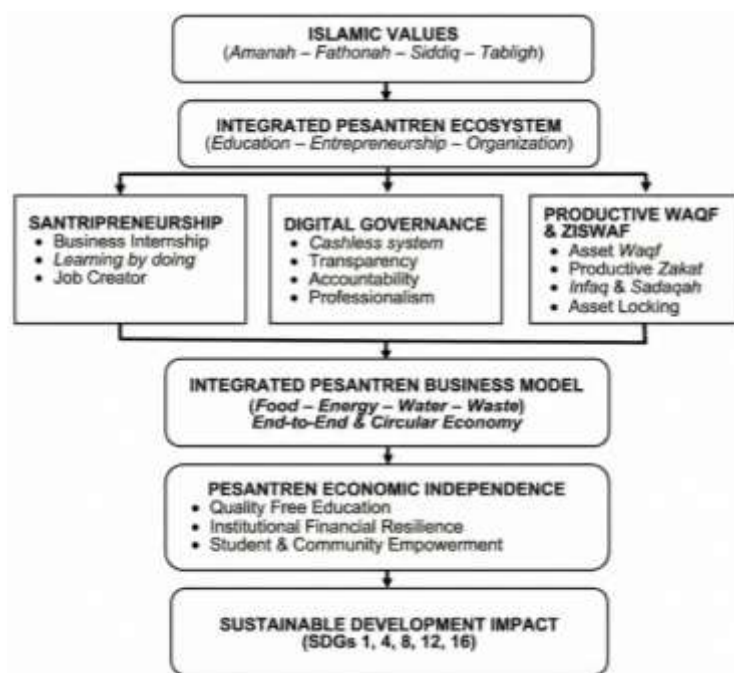 ISLAMIC VALUES
(Amanah – Fathonah – Siddiq – Tabligh)
INTEGRATED PESANTREN ECOSYSTEM
(Education – Entrepreneurship – Organization)
SANTRIPRENEURSHIP
• Business Internship
• Learning by doing
• Job Creator
DIGITAL GOVERNANCE
• Cashless system
• Transparency
• Accountability
• Professionalism
PRODUCTIVE WAQF
& ZISWAF
• Asset Waqf
• Productive Zakat
• Infaq & Sadaqah
• Asset Locking
INTEGRATED PESANTREN BUSINESS MODEL
(Food – Energy – Water – Waste)
End-to-End & Circular Economy
PESANTREN ECONOMIC INDEPENDENCE
• Quality Free Education
• Institutional Financial Resilience
• Student & Community Empowerment
SUSTAINABLE DEVELOPMENT IMPACT
(SDGs 1, 4, 8, 12, 16)